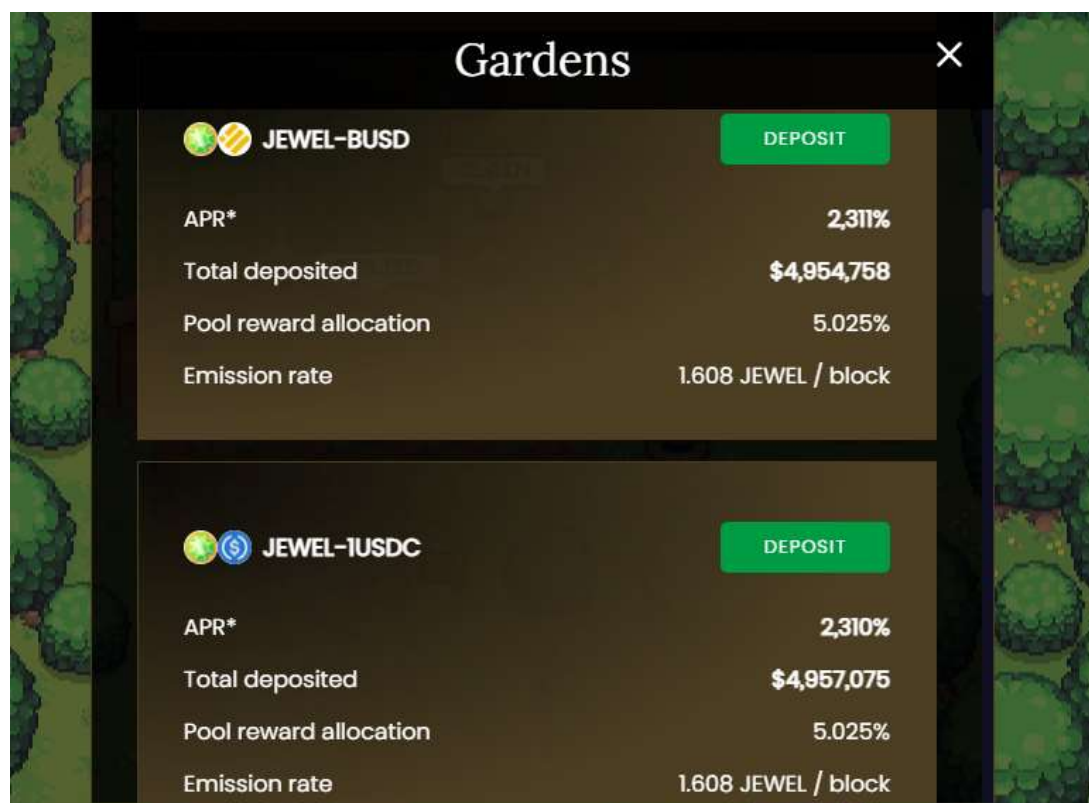 Gardens
JEWEL-BUSD
DEPOSIT
APR* 2,311%
Total deposited $4,954,758
Pool reward allocation 5.025%
Emission rate 1.608 JEWEL / block
JEWEL-1USDC
DEPOSIT
APR* 2,310%
Total deposited $4,957,075
Pool reward allocation 5.025%
Emission rate 1.608 JEWEL / block